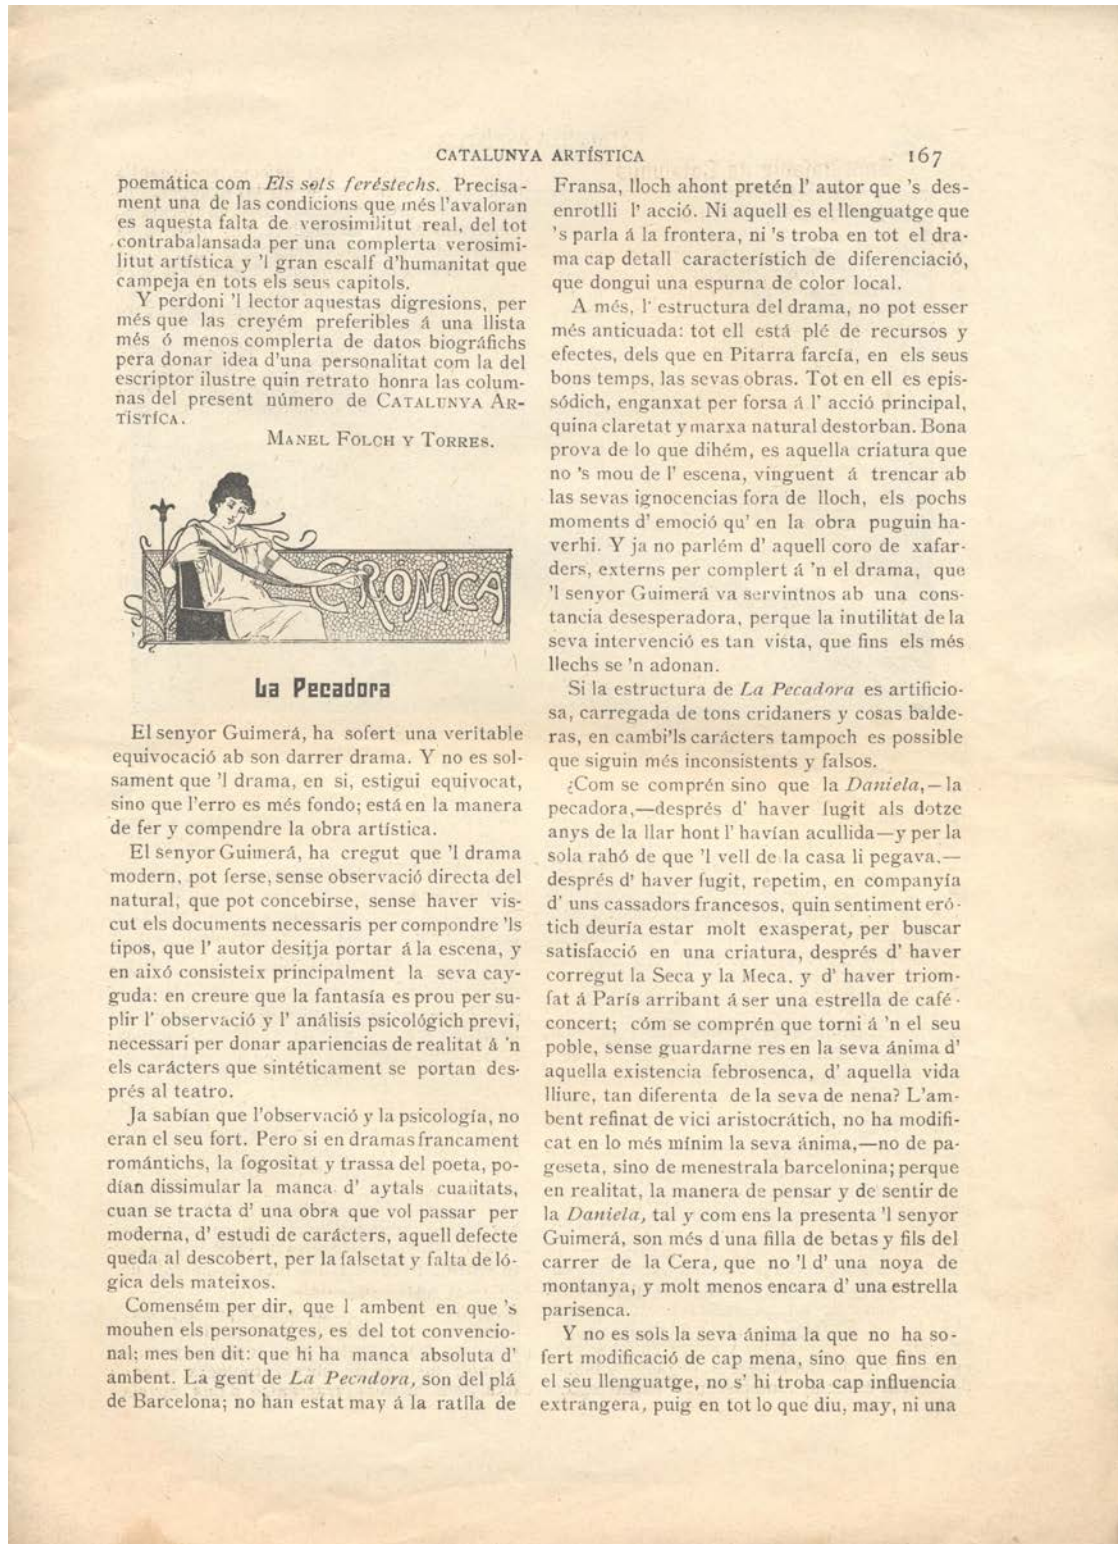 CATALUNYA ARTÍSTICA
167
poemática com Els sots feréstechs. Precisa-
ment una de las condicions que més l'avaloran
es aquesta falta de verosimilitut real, del tot
contrabalansada per una complerta verosimi-
litut artística y 'l gran escalf d'humanitat que
campeja en tots els seus capitols.
Y perdoni 'l lector aquestas digresions, per
més que las creyém preferibles á una llista
més ó menos complerta de datos biográfichs
pera donar idea d'una personalitat com la del
escriptor ilustre quin retrato honra las colum-
nas del present número de CATALUNYA AR-
TÍSTÍCA.
MANEL FOLCH Y TORRES.
CRONICA
La Pecadora
El senyor Guimerá, ha sofert una veritable
equivocació ab son darrer drama. Y no es sol-
sament que 'l drama, en si, estigui equivocat,
sino que l'erro es més fondo; está en la manera
de fer y compendre la obra artística.
El senyor Guimerá, ha cregut que 'l drama
modern, pot ferse, sense observació directa del
natural, que pot concebirse, sense haver vis-
cut els documents necessaris per compondre 'ls
tipos, que l' autor desitja portar á la escena, y
en aixó consisteix principalment la seva cay-
guda: en creure que la fantasía es prou per su-
plir l' observació y l' análisis psicológich previ,
necessari per donar apariencias de realitat á 'n
els carácters que sintéticament se portan des-
prés al teatro.
Ja sabían que l'observació y la psicología, no
eran el seu fort. Pero si en dramas francament
romántichs, la fogositat y trassa del poeta, po-
dían dissimular la manca d' aytals cualitats,
cuan se tracta d' una obra que vol passar per
moderna, d' estudi de carácters, aquell defecte
queda al descobert, per la falsetat y falta de ló-
gica dels mateixos.
Comensém per dir, que l ambent en que 's
mouhen els personatges, es del tot convencio-
nal; mes ben dit: que hi ha manca absoluta d'
ambent. La gent de La Pecadora, son del plá
de Barcelona; no han estat may á la ratlla de
Fransa, lloch ahont pretén l' autor que 's des-
enrotlli l' acció. Ni aquell es el llenguatge que
's parla á la frontera, ni 's troba en tot el dra-
ma cap detall característich de diferenciació,
que dongui una espurna de color local.
A més, l' estructura del drama, no pot esser
més anticuada: tot ell está plé de recursos y
efectes, dels que en Pitarra farcía, en els seus
bons temps, las sevas obras. Tot en ell es epis-
sódich, enganxat per forsa á l' acció principal,
quina claretat y marxa natural destorban. Bona
prova de lo que dihém, es aquella criatura que
no 's mou de l' escena, vinguent á trencar ab
las sevas ignocencias fora de lloch, els pochs
moments d' emoció qu' en la obra puguin ha-
verhi. Y ja no parlém d' aquell coro de xafar-
ders, externs per complert á 'n el drama, que
'l senyor Guimerá va servintnos ab una cons-
tancia desesperadora, perque la inutilitat de la
seva intervenció es tan vista, que fins els més
llechs se 'n adonan.
Si la estructura de La Pecadora es artificio-
sa, carregada de tons cridaners y cosas balde-
ras, en cambi'ls carácters tampoch es possible
que siguin més inconsistents y falsos.
¿Com se comprén sino que la Daniela,—la
pecadora,—després d' haver fugit als dotze
anys de la llar hont l' havían acullida—y per la
sola rahó de que 'l vell de la casa li pegava,—
després d' haver fugit, repetim, en companyía
d' uns cassadors francesos, quin sentiment eró-
tich deuría estar molt exasperat, per buscar
satisfacció en una criatura, després d' haver
corregut la Seca y la Meca. y d' haver triom-
fat á París arribant á ser una estrella de café-
concert; cóm se comprén que torni á 'n el seu
poble, sense guardarne res en la seva ánima d'
aquella existencia febrosenca, d' aquella vida
lliure, tan diferenta de la seva de nena? L'am-
bent refinat de vici aristocrátich, no ha modifi-
cat en lo més mínim la seva ánima,—no de pa-
geseta, sino de menestrala barcelonina; perque
en realitat, la manera de pensar y de sentir de
la Daniela, tal y com ens la presenta 'l senyor
Guimerá, son més d una filla de betas y fils del
carrer de la Cera, que no 'l d' una noya de
montanya, y molt menos encara d' una estrella
parisenca.
Y no es sols la seva ánima la que no ha so-
fert modificació de cap mena, sino que fins en
el seu llenguatge, no s' hi troba cap influencia
extrangera, puig en tot lo que diu, may, ni una